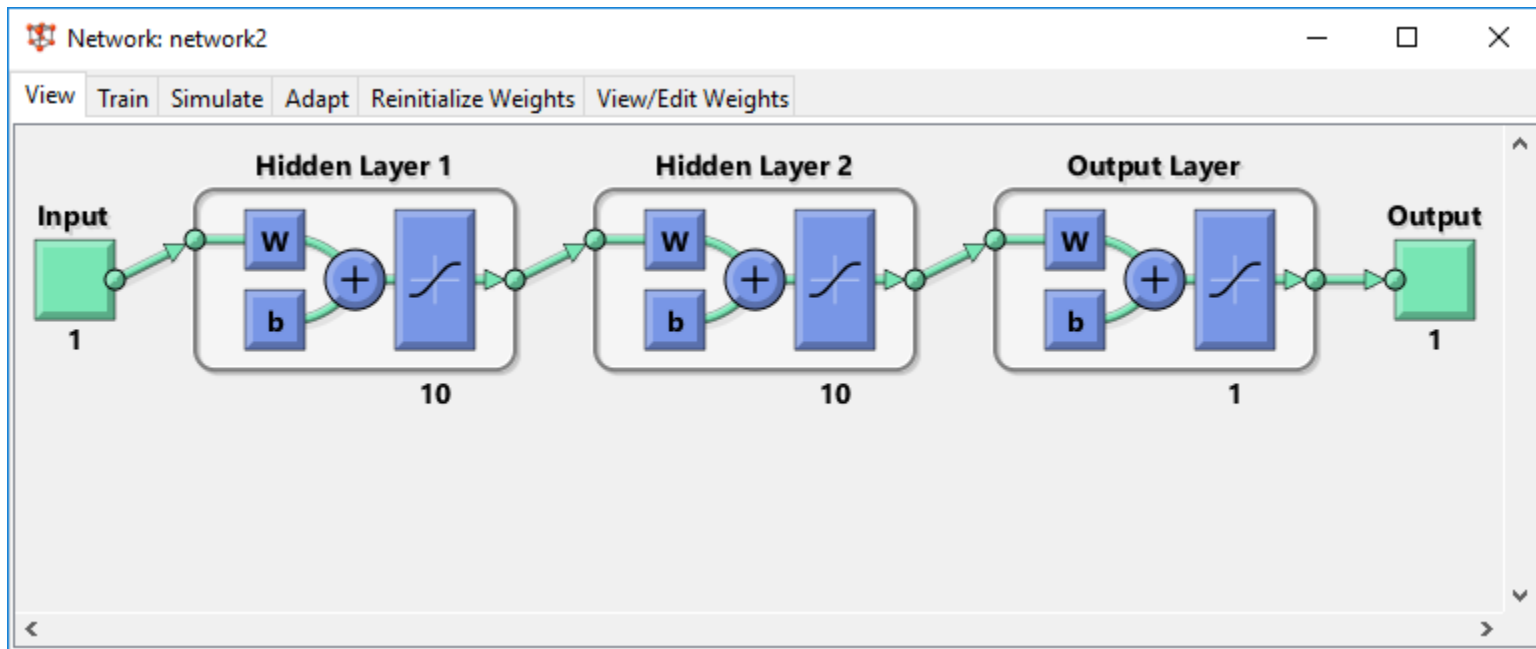 Network: network2
View Train Simulate Adapt Reinitialize Weights View/Edit Weights
Hidden Layer 1 Hidden Layer 2 Output Layer
Input Output
W W W
b b b
1 1
10 10 1